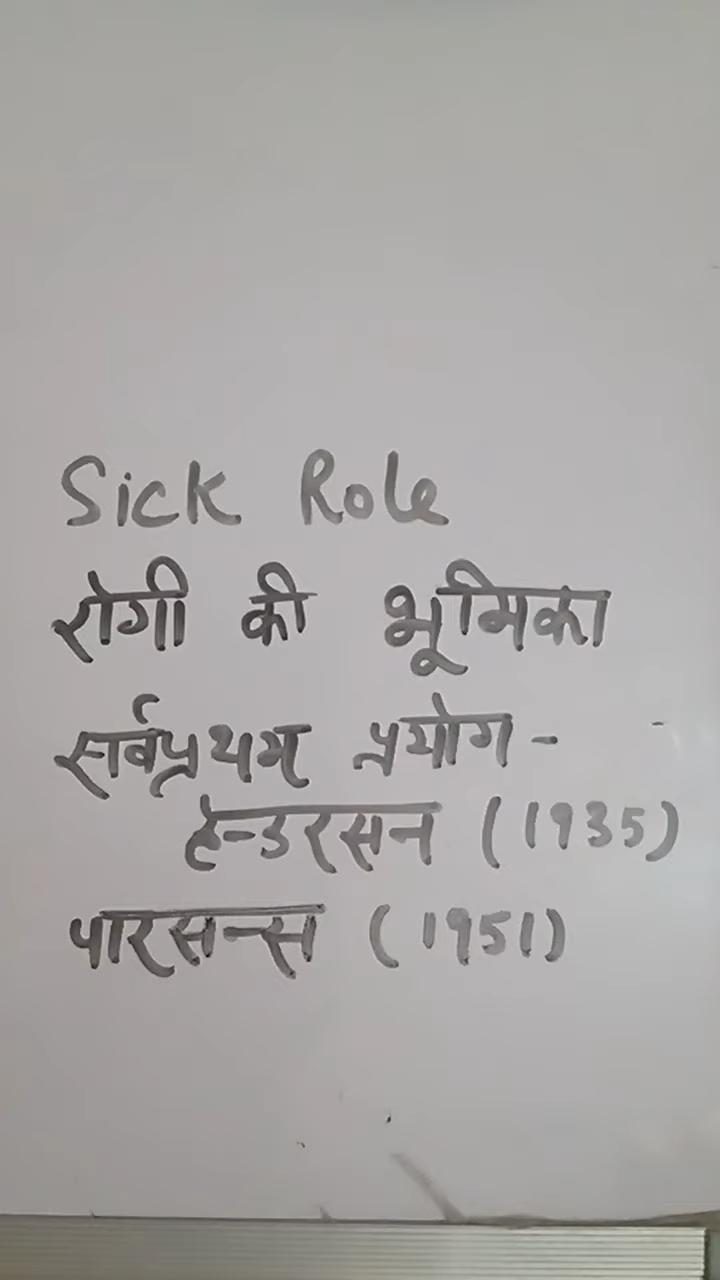 Sick Role
रोगी की भूमिका
सर्वप्रथम प्रयोग -
हेन्डरसन (1935)
पारसन्स (1951)